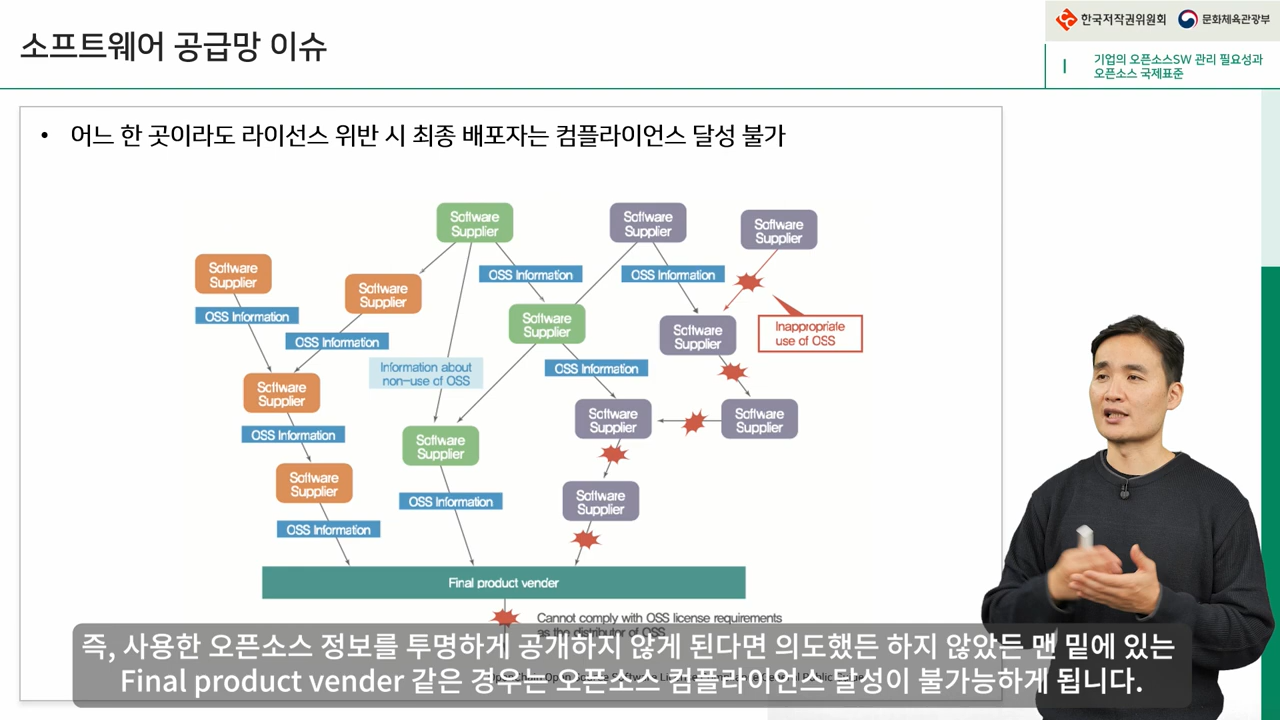 소프트웨어 공급망 이슈
한국저작권위원회
문화체육관광부
I
기업의 오픈소스SW 관리 필요성과
오픈소스 국제표준
• 어느 한 곳이라도 라이선스 위반 시 최종 배포자는 컴플라이언스 달성 불가
Software
Supplier
Software
Supplier
Software
Supplier
Software
Supplier
OSS Information
OSS Information
Software
Supplier
OSS Information
Software
Supplier
Software
Supplier
Inappropriate
use of OSS
OSS Information
Information about
non-use of OSS
OSS Information
Software
Supplier
Software
Supplier
Software
Supplier
Software
Supplier
OSS Information
Software
Supplier
Software
Supplier
Software
Supplier
OSS Information
OSS Information
Final product vender
Cannot comply with OSS license requirements
as the distributor of OSS
즉, 사용한 오픈소스 정보를 투명하게 공개하지 않게 된다면 의도했든 하지 않았든 맨 밑에 있는
Final product vender 같은 경우는 오픈소스 컴플라이언스 달성이 불가능하게 됩니다.